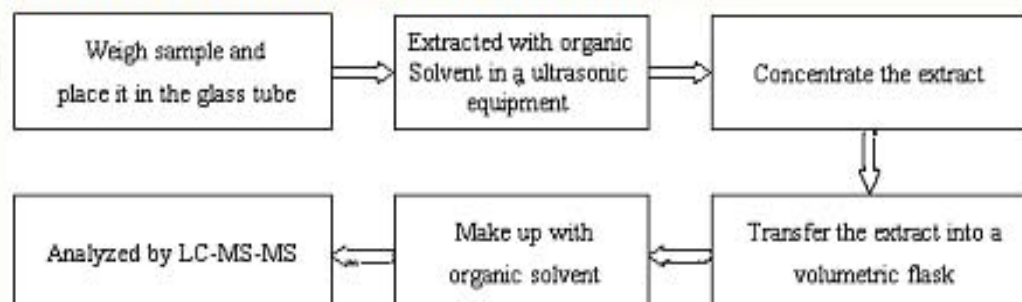 Weigh sample and
place it in the glass tube
Extracted with organic
Solvent in a ultrasonic
equipment
Concentrate the extract
Transfer the extract into a
volumetric flask
Make up with
organic solvent
Analyzed by LC-MS-MS